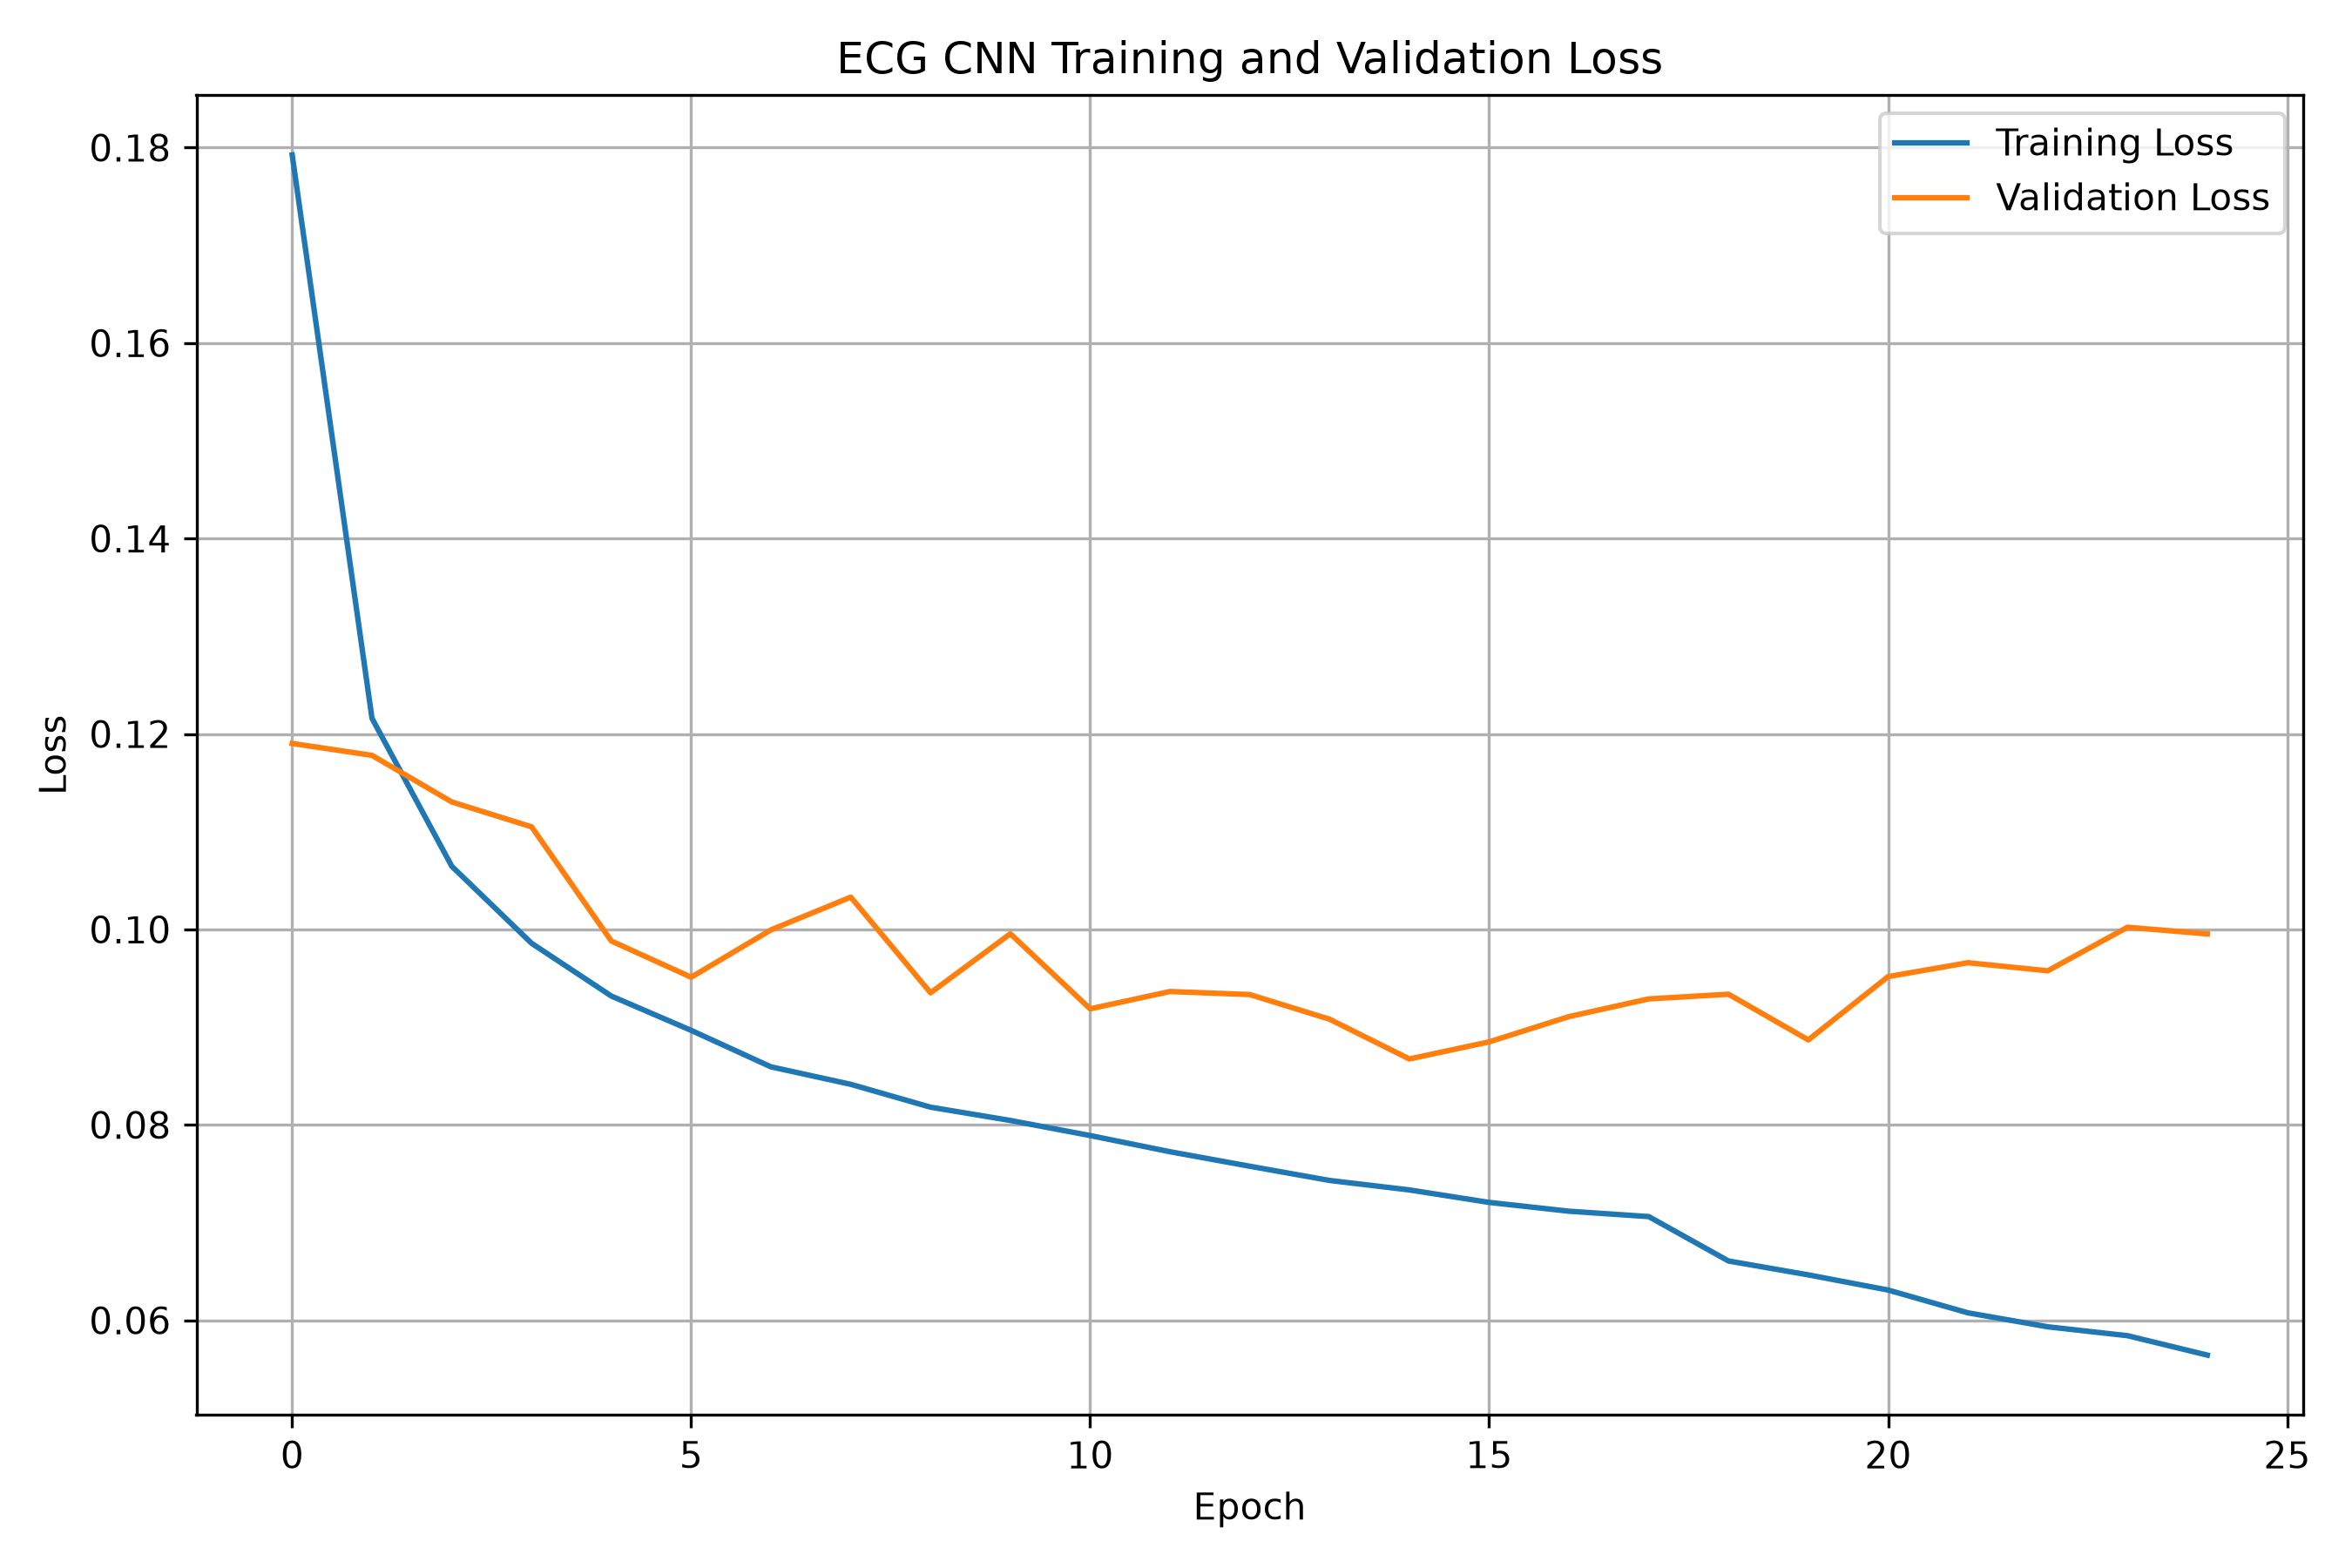 ECG CNN Training and Validation Loss
Training Loss
Validation Loss
0.18
0.16
0.14
0.12
0.10
0.08
0.06
Loss
0 5 10 15 20 25
Epoch